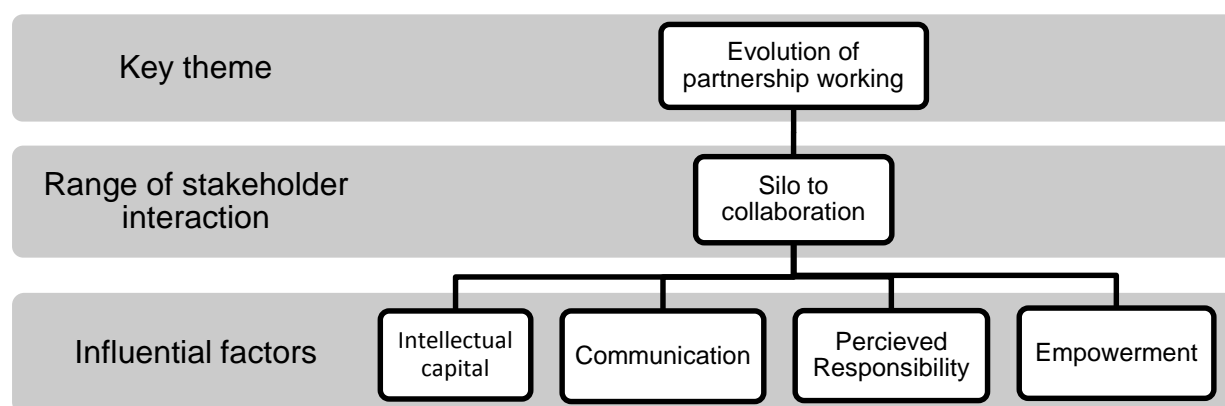 Key theme
Evolution of
partnership working
Range of stakeholder
interaction
Silo to
collaboration
Influential factors
Intellectual
capital
Communication
Percieved
Responsibility
Empowerment